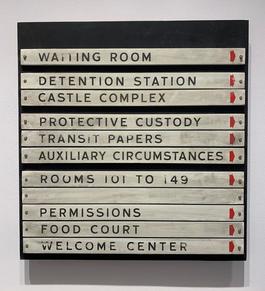 WAITING ROOM
DETENTION STATION
CASTLE COMPLEX
PROTECTIVE CUSTODY
TRANSIT PAPERS
AUXILIARY CIRCUMSTANCES
ROOMS 101 TO 149
PERMISSIONS
FOOD COURT
WELCOME CENTER